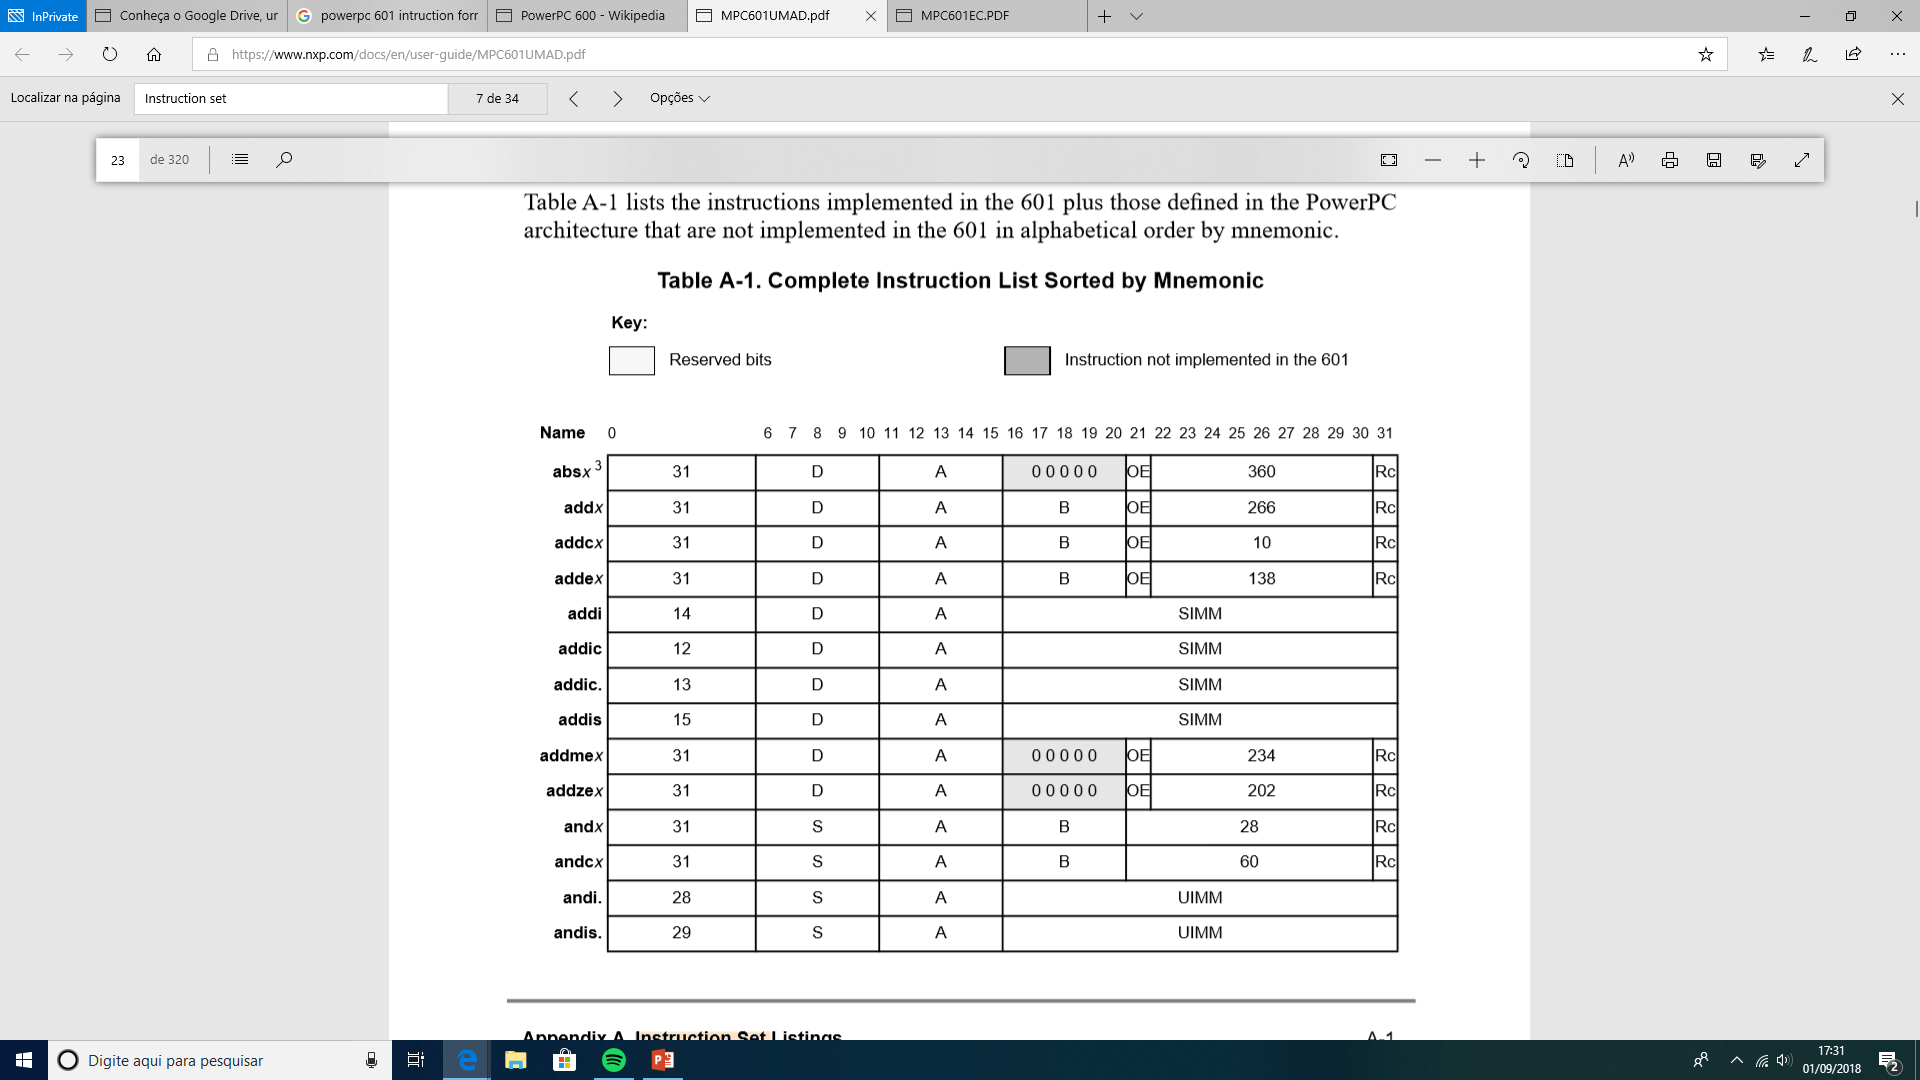 InPrivate
Conheça o Google Drive, ur
powerpc 601 intruction forr
PowerPC 600 - Wikipedia
MPC601UMAD.pdf
MPC601EC.PDF
https://www.nxp.com/docs/en/user-guide/MPC601UMAD.pdf
Localizar na página
Instruction set
7 de 34
Opções
23
de 320
Table A-1 lists the instructions implemented in the 601 plus those defined in the PowerPC
architecture that are not implemented in the 601 in alphabetical order by mnemonic.
Table A-1. Complete Instruction List Sorted by Mnemonic
Key:
Reserved bits
Instruction not implemented in the 601
Name 0 6 7 8 9 10 11 12 13 14 15 16 17 18 19 20 21 22 23 24 25 26 27 28 29 30 31
absx 3 31 D A 0 0 0 0 0 OE 360 Rc
addx 31 D A B OE 266 Rc
addcx 31 D A B OE 10 Rc
addex 31 D A B OE 138 Rc
addi 14 D A SIMM
addic 12 D A SIMM
addic. 13 D A SIMM
addis 15 D A SIMM
addmex 31 D A 0 0 0 0 0 OE 234 Rc
addzex 31 D A 0 0 0 0 0 OE 202 Rc
andx 31 S A B 28 Rc
andcx 31 S A B 60 Rc
andi. 28 S A UIMM
andis. 29 S A UIMM
Appendix A. Instruction Set Listings
A-1
Digite aqui para pesquisar
17:31
01/09/2018
2